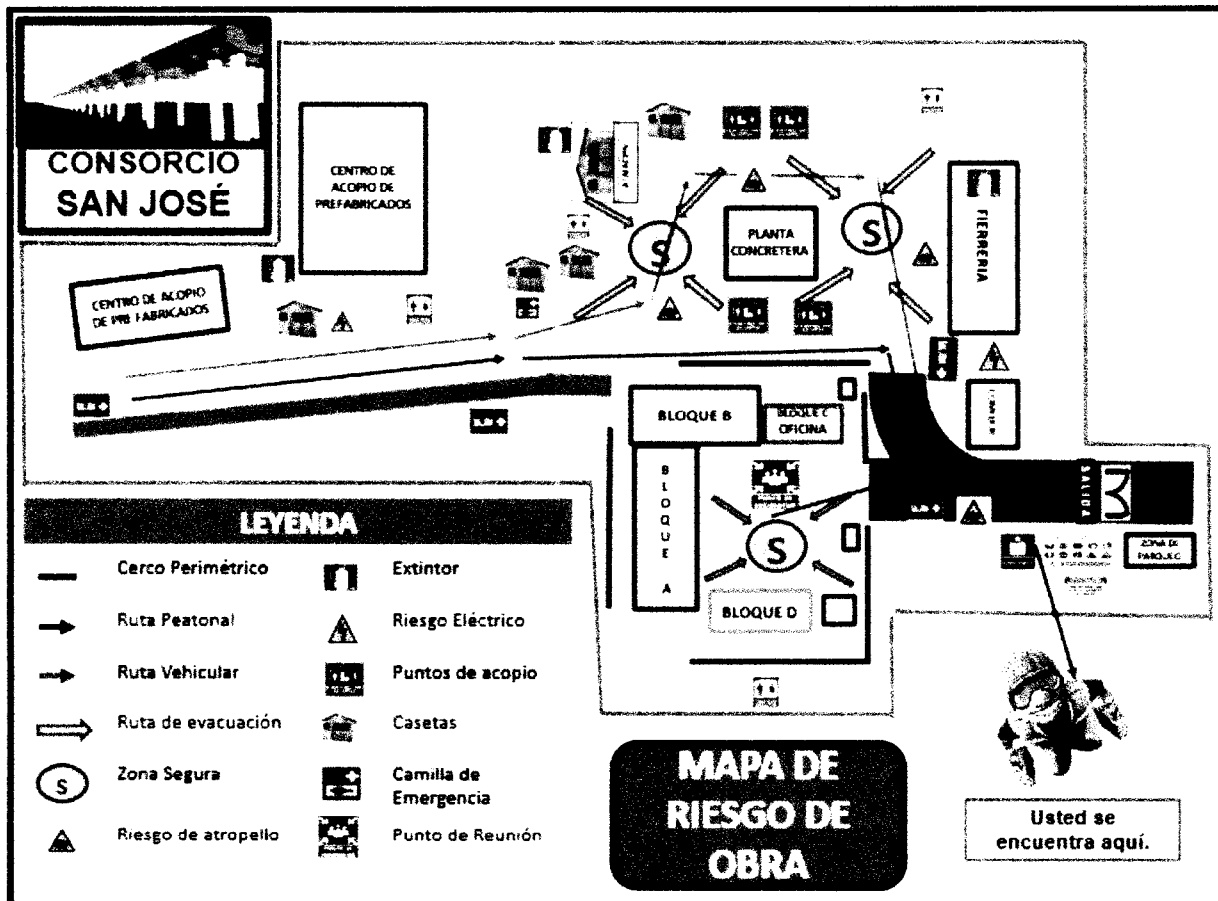 CONSORCIO
SAN JOSÉ
CENTRO DE
ACOPIO DE
PREFABRICADOS
CENTRO DE ACOPIO
DE PRE FABRICADOS
PLANTA
CONCRETERA
S
S
FIERRERIA
BLOQUE B
BLOQUE C
OFICINA
BLOQUE A
S
BLOQUE D
SALIDA
ZONA DE
PARQUEO
LEYENDA
Cerco Perimétrico
Extintor
Ruta Peatonal
Riesgo Eléctrico
Ruta Vehicular
Puntos de acopio
Ruta de evacuación
Casetas
S
Zona Segura
Camilla de
Emergencia
Riesgo de atropello
Punto de Reunión
MAPA DE
RIESGO DE
OBRA
Usted se
encuentra aquí.